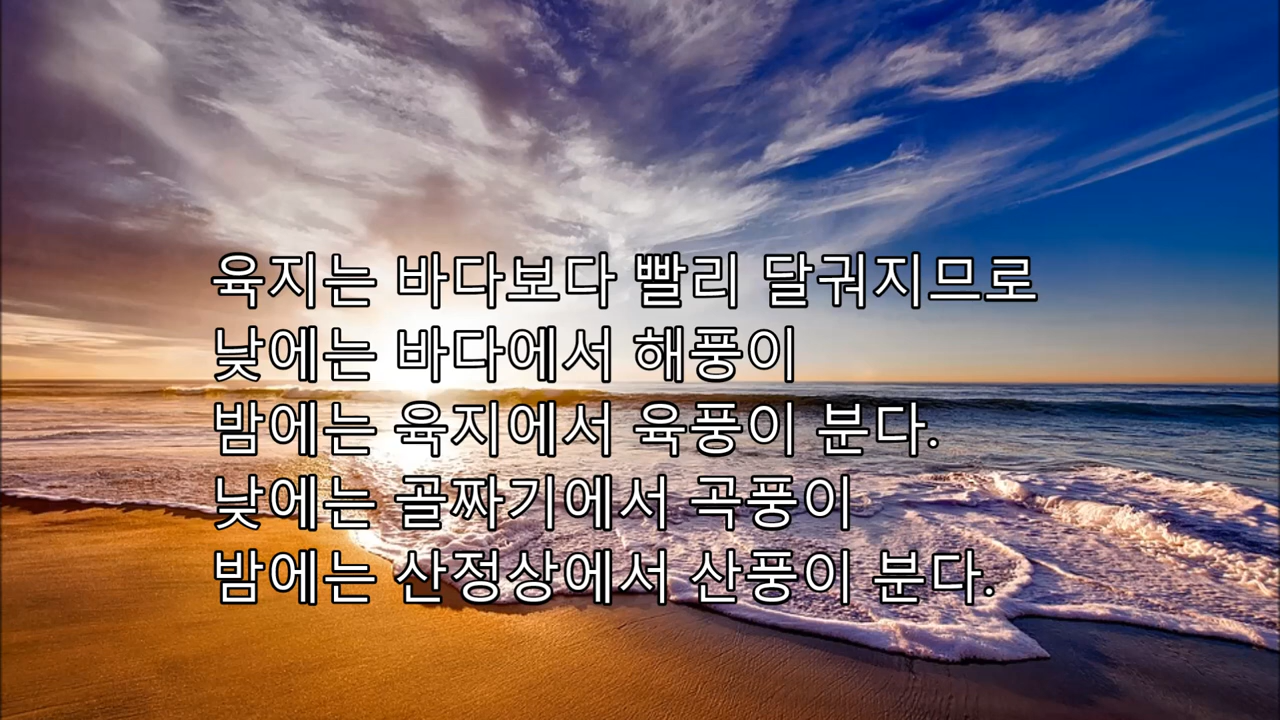 육지는 바다보다 빨리 달궈지므로
낮에는 바다에서 해풍이
밤에는 육지에서 육풍이 분다.
낮에는 골짜기에서 곡풍이
밤에는 산정상에서 산풍이 분다.